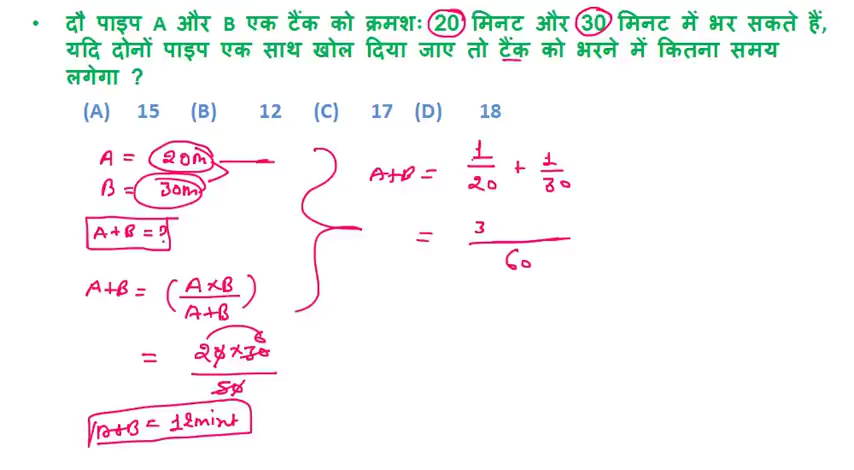 • दौ पाइप A और B एक टैंक को क्रमशः 20 मिनट और 30 मिनट में भर सकते हैं,
यदि दोनों पाइप एक साथ खोल दिया जाए तो टैंक को भरने में कितना समय
लगेगा ?
(A) 15 (B) 12 (C) 17 (D) 18
A = 20m
B = 30m
A+B = ?
A+B = (A×B/A+B)
= 20×30/50
A+B = 12mint
A+B = 1/20 + 1/30
= 3/60